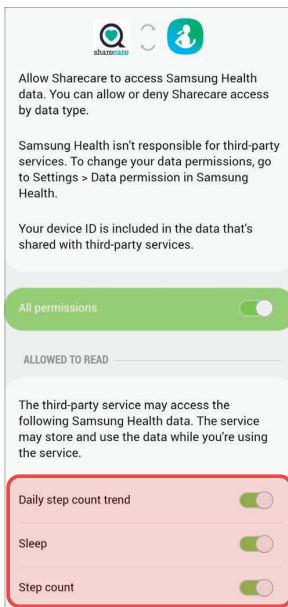 sharecare
Allow Sharecare to access Samsung Health
data. You can allow or deny Sharecare access
by data type.
Samsung Health isn't responsible for third-party
services. To change your data permissions, go
to Settings > Data permission in Samsung
Health.
Your device ID is included in the data that's
shared with third-party services.
All permissions
ALLOWED TO READ
The third-party service may access the
following Samsung Health data. The service
may store and use the data while you're using
the service.
Daily step count trend
Sleep
Step count